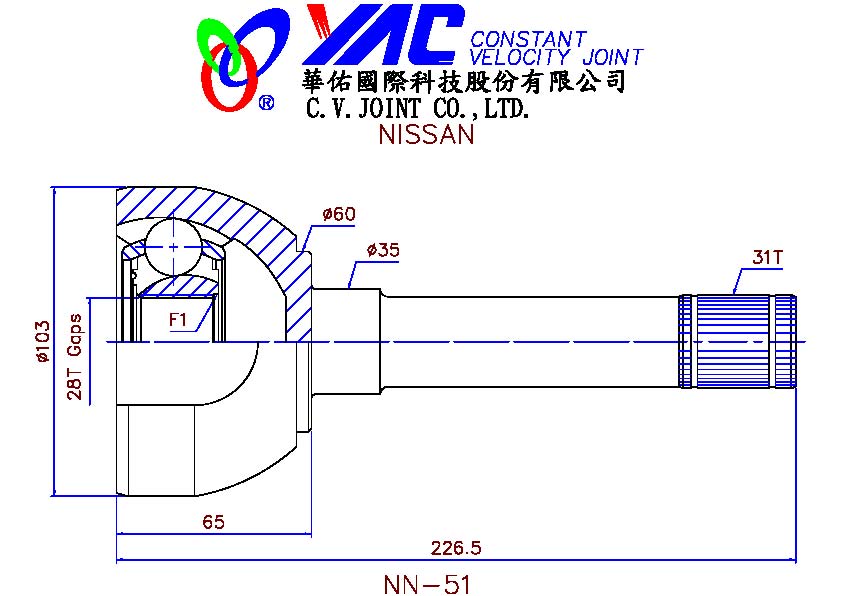 YAC CONSTANT
VELOCITY JOINT
®
華佑國際科技股份有限公司
C.V.JOINT CO.,LTD.
NISSAN
ø60
ø35
31T
F1
ø103
28T Gaps
65
226.5
NN-51